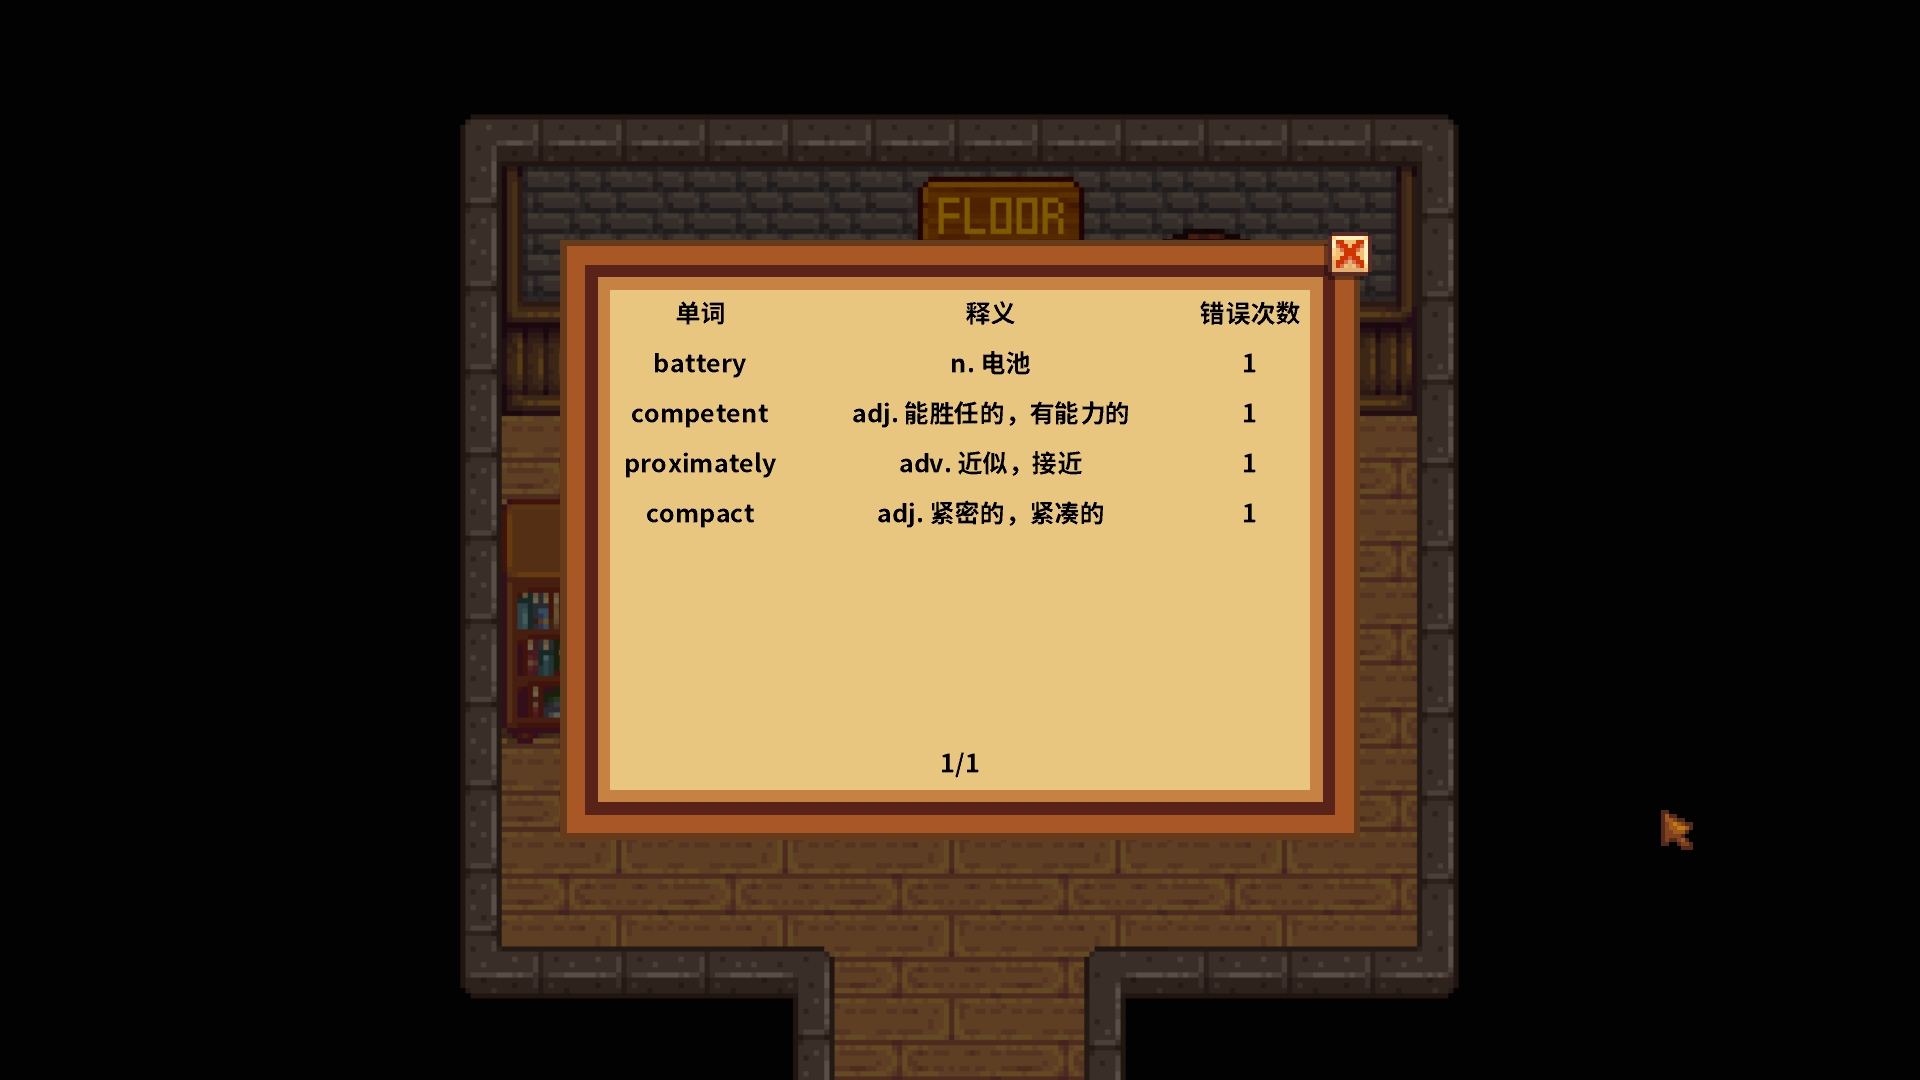 FLOOR
单词 释义 错误次数
battery n. 电池 1
competent adj. 能胜任的，有能力的 1
proximately adv. 近似，接近 1
compact adj. 紧密的，紧凑的 1
1/1